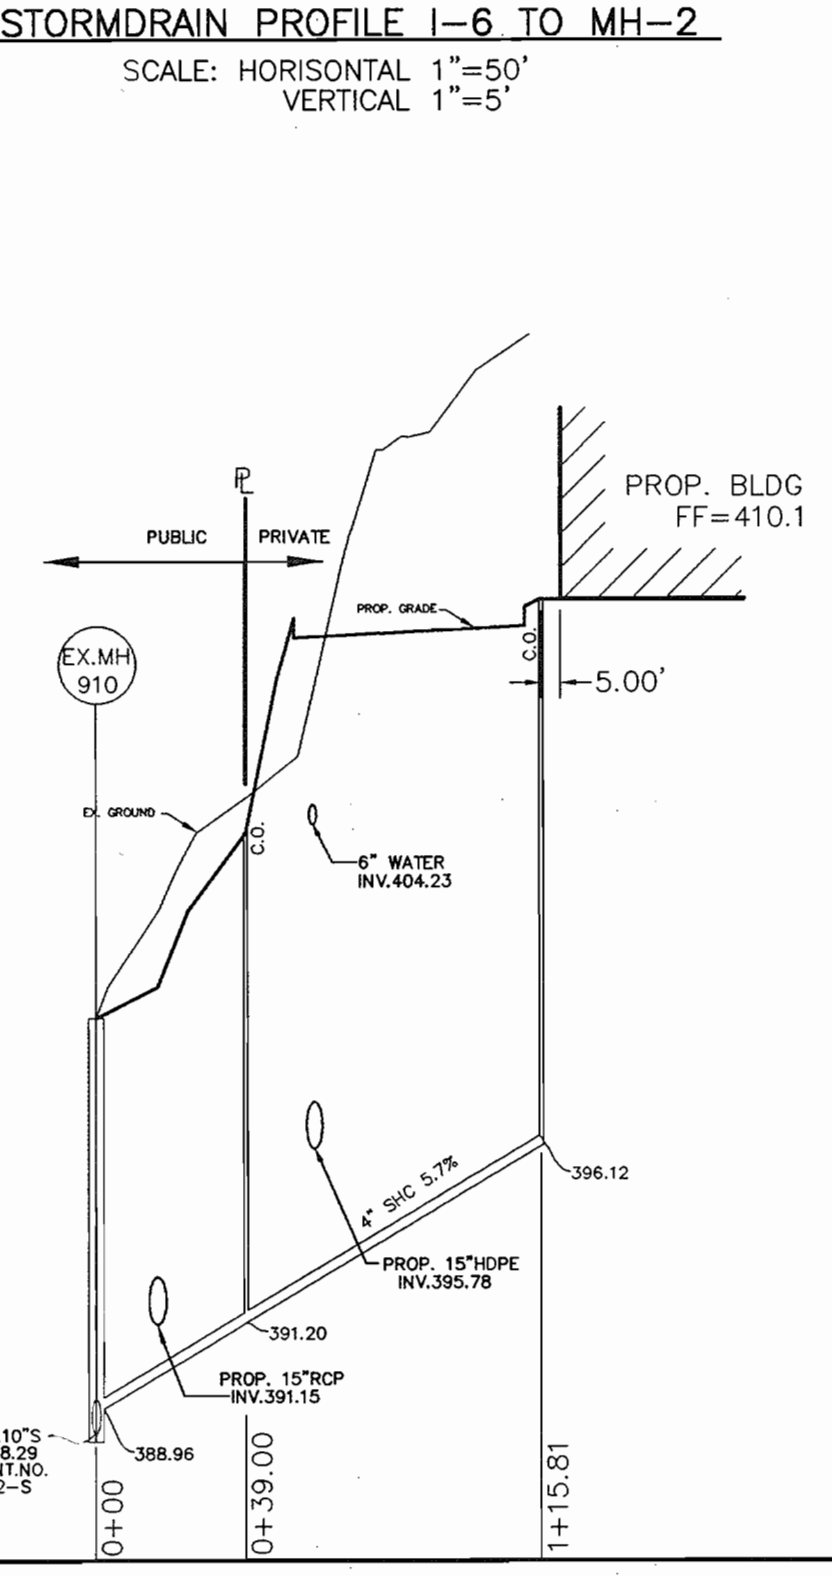 STORMDRAIN PROFILE I-6 TO MH-2
SCALE: HORISONTAL 1"=50'
VERTICAL 1"=5'
PL
PROP. BLDG
FF=410.1
PUBLIC
PRIVATE
PROP. GRADE
C.O.
EX.MH
910
5.00'
EX. GROUND
C.O.
6" WATER
INV.404.23
4" SHC 5.7%
396.12
PROP. 15"HDPE
INV.395.78
391.20
PROP. 15"RCP
INV.391.15
10"S
8.29
NT.NO.
2-S
388.96
0+00
0+39.00
1+15.81